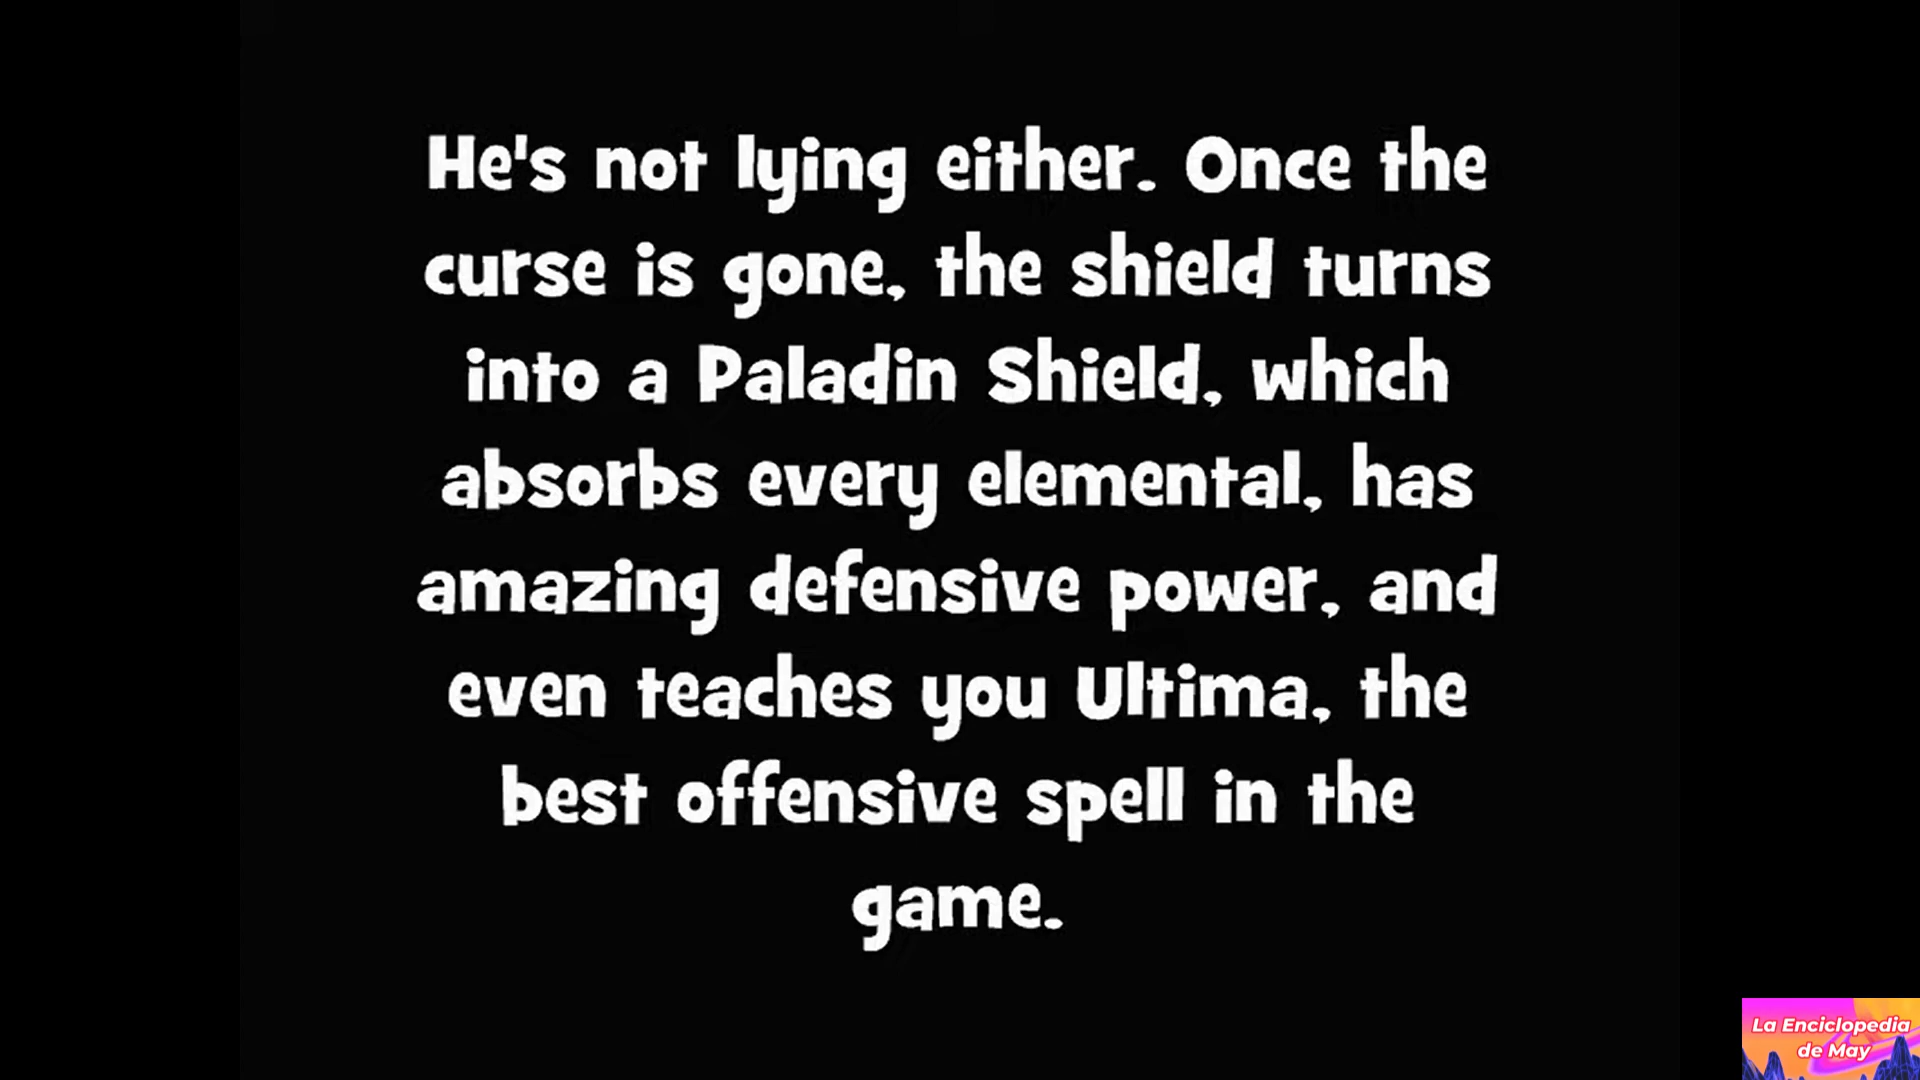 He's not lying either. Once the
curse is gone, the shield turns
into a Paladin Shield, which
absorbs every elemental, has
amazing defensive power, and
even teaches you Ultima, the
best offensive spell in the
game.
La Enciclopedia
de May